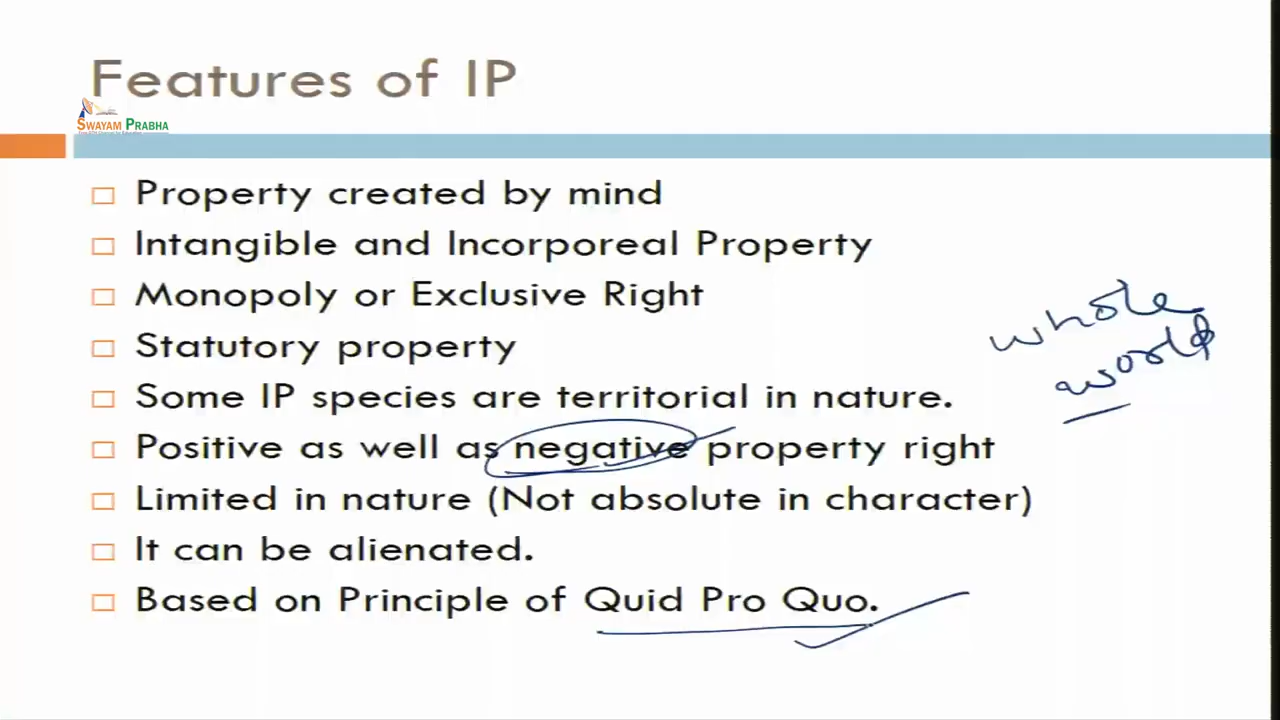 Features of IP
SWAYAM PRABHA
Property created by mind
Intangible and Incorporeal Property
Monopoly or Exclusive Right
Statutory property
Some IP species are territorial in nature.
Positive as well as negative property right
Limited in nature (Not absolute in character)
It can be alienated.
Based on Principle of Quid Pro Quo.
whole
world